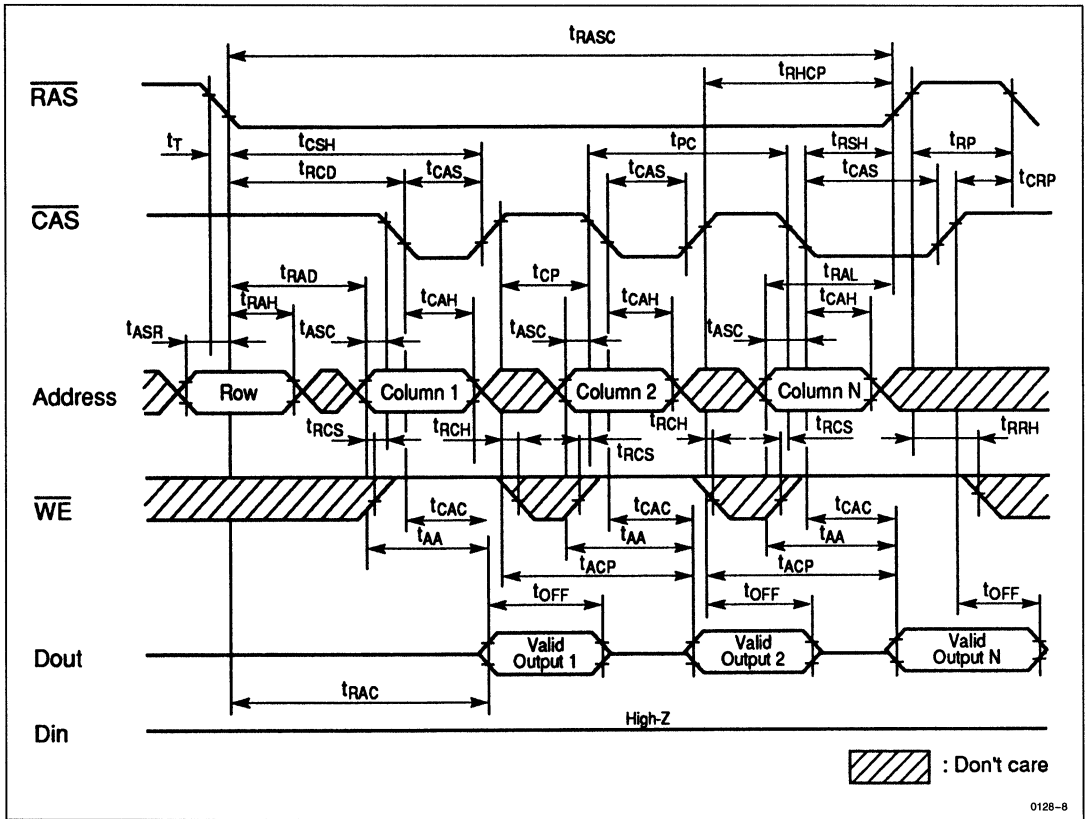 tRASC
tRHCP
RAS
tT
tCSH
tPC
tRSH
tRP
tRCD
tCAS
tCAS
tCAS
tCRP
CAS
tRAD
tCP
tRAL
tRAH
tCAH
tCAH
tCAH
tASR
tASC
tASC
tASC
Address
Row
Column 1
Column 2
Column N
tRCS
tRCH
tRCS
tRCH
tRCS
tRRH
WE
tCAC
tCAC
tCAC
tAA
tAA
tAA
tACP
tACP
tOFF
tOFF
tOFF
Dout
Valid
Output 1
Valid
Output 2
Valid
Output N
tRAC
High-Z
Din
: Don't care
0128–8